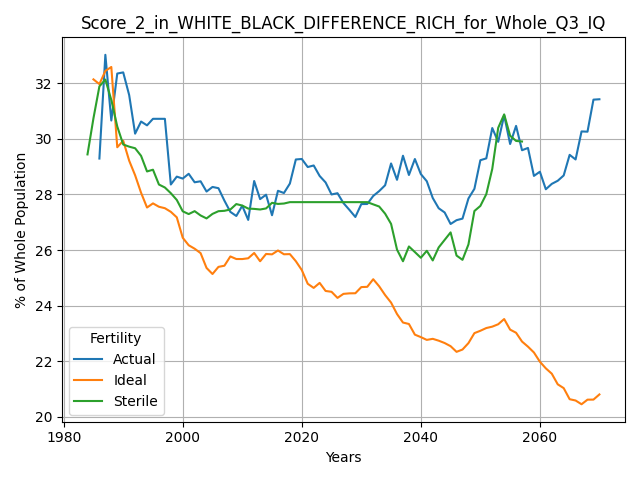 Score_2_in_WHITE_BLACK_DIFFERENCE_RICH_for_Whole_Q3_IQ
% of Whole Population
32
30
28
26
24
22
20
Fertility
Actual
Ideal
Sterile
1980 2000 2020 2040 2060
Years